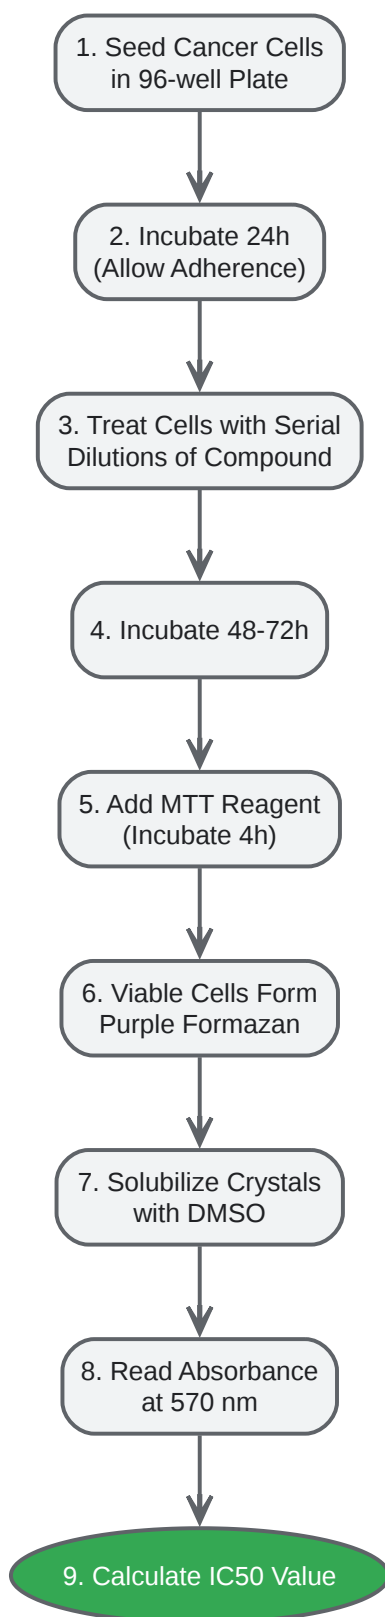 1. Seed Cancer Cells
in 96-well Plate
2. Incubate 24h
(Allow Adherence)
3. Treat Cells with Serial
Dilutions of Compound
4. Incubate 48-72h
5. Add MTT Reagent
(Incubate 4h)
6. Viable Cells Form
Purple Formazan
7. Solubilize Crystals
with DMSO
8. Read Absorbance
at 570 nm
9. Calculate IC50 Value